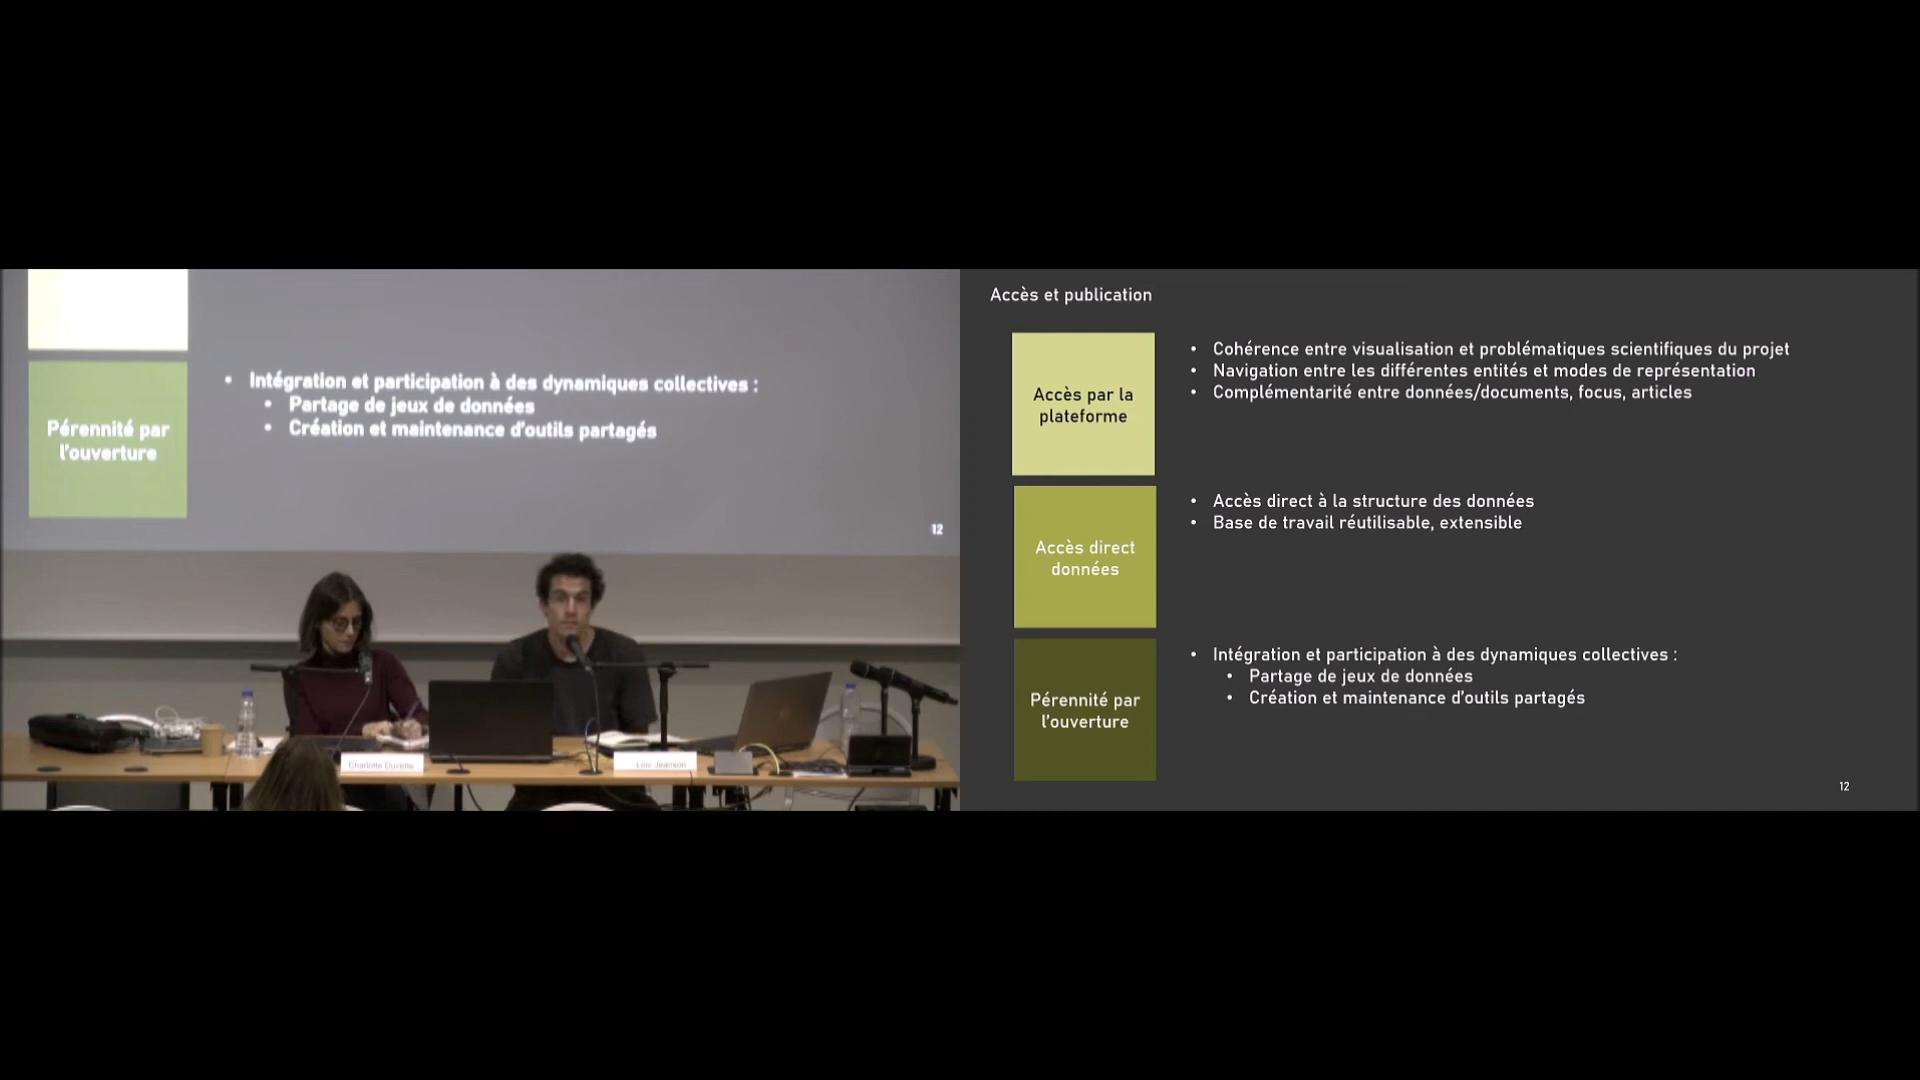 Pérennité par
l'ouverture
• Intégration et participation à des dynamiques collectives :
• Partage de jeux de données
• Création et maintenance d'outils partagés
12
Charlotte Duvette
Loïc Jeanson
Accès et publication
Accès par la
plateforme
• Cohérence entre visualisation et problématiques scientifiques du projet
• Navigation entre les différentes entités et modes de représentation
• Complémentarité entre données/documents, focus, articles
Accès direct
données
• Accès direct à la structure des données
• Base de travail réutilisable, extensible
Pérennité par
l'ouverture
• Intégration et participation à des dynamiques collectives :
• Partage de jeux de données
• Création et maintenance d'outils partagés
12